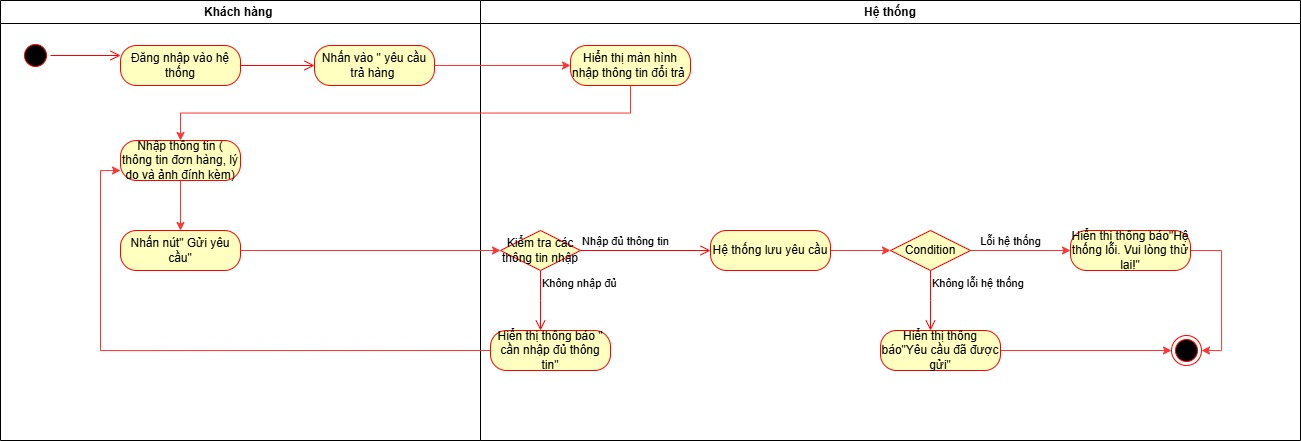 Khách hàng
Hệ thống
Đăng nhập vào hệ
thống
Nhấn vào " yêu cầu
trả hàng
Hiển thị màn hình
nhập thông tin đổi trả
Nhập thông tin (
thông tin đơn hàng, lý
do và ảnh đính kèm)
Nhấn nút" Gửi yêu
cầu"
Kiểm tra các
thông tin nhập
Nhập đủ thông tin
Hệ thống lưu yêu cầu
Condition
Lỗi hệ thống
Hiển thị thông báo"Hệ
thống lỗi. Vui lòng thử
lại!"
Không nhập đủ
Không lỗi hệ thống
Hiển thị thông báo "
cần nhập đủ thông
tin"
Hiển thị thông
báo"Yêu cầu đã được
gửi"